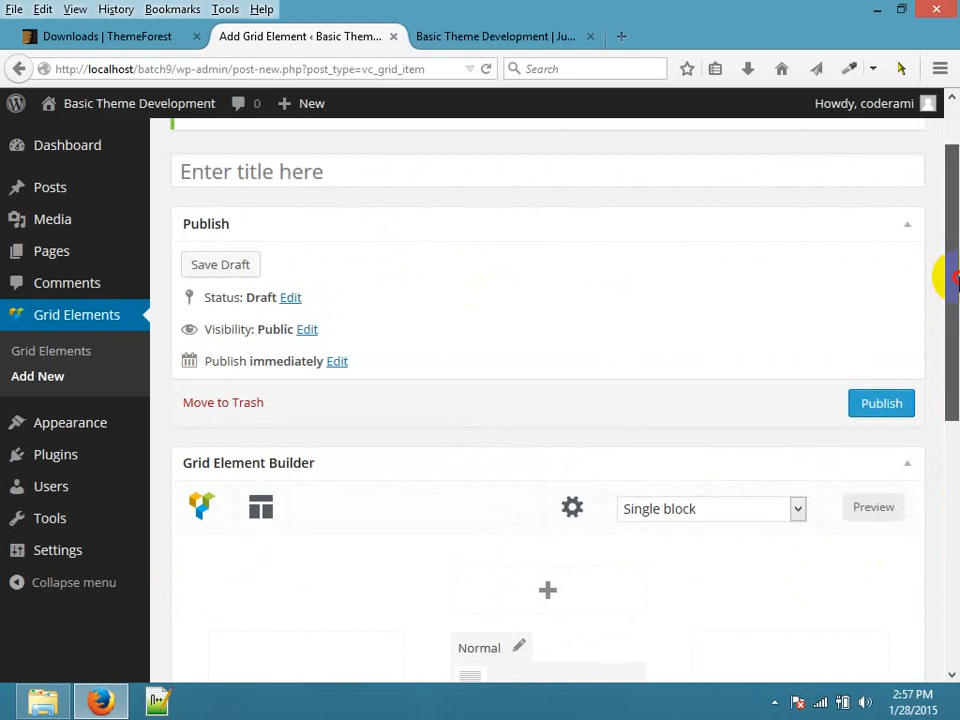 File Edit View History Bookmarks Tools Help
Downloads | ThemeForest × Add Grid Element ‹ Basic Them... × Basic Theme Development | Ju... ×
http://localhost/batch9/wp-admin/post-new.php?post_type=vc_grid_item Search
Basic Theme Development 0 New Howdy, coderami
Dashboard
Posts
Media
Pages
Comments
Grid Elements
Grid Elements
Add New
Appearance
Plugins
Users
Tools
Settings
Collapse menu
Enter title here
Publish
Save Draft
Status: Draft Edit
Visibility: Public Edit
Publish immediately Edit
Move to Trash Publish
Grid Element Builder
Single block Preview
Normal
2:57 PM
1/28/2015